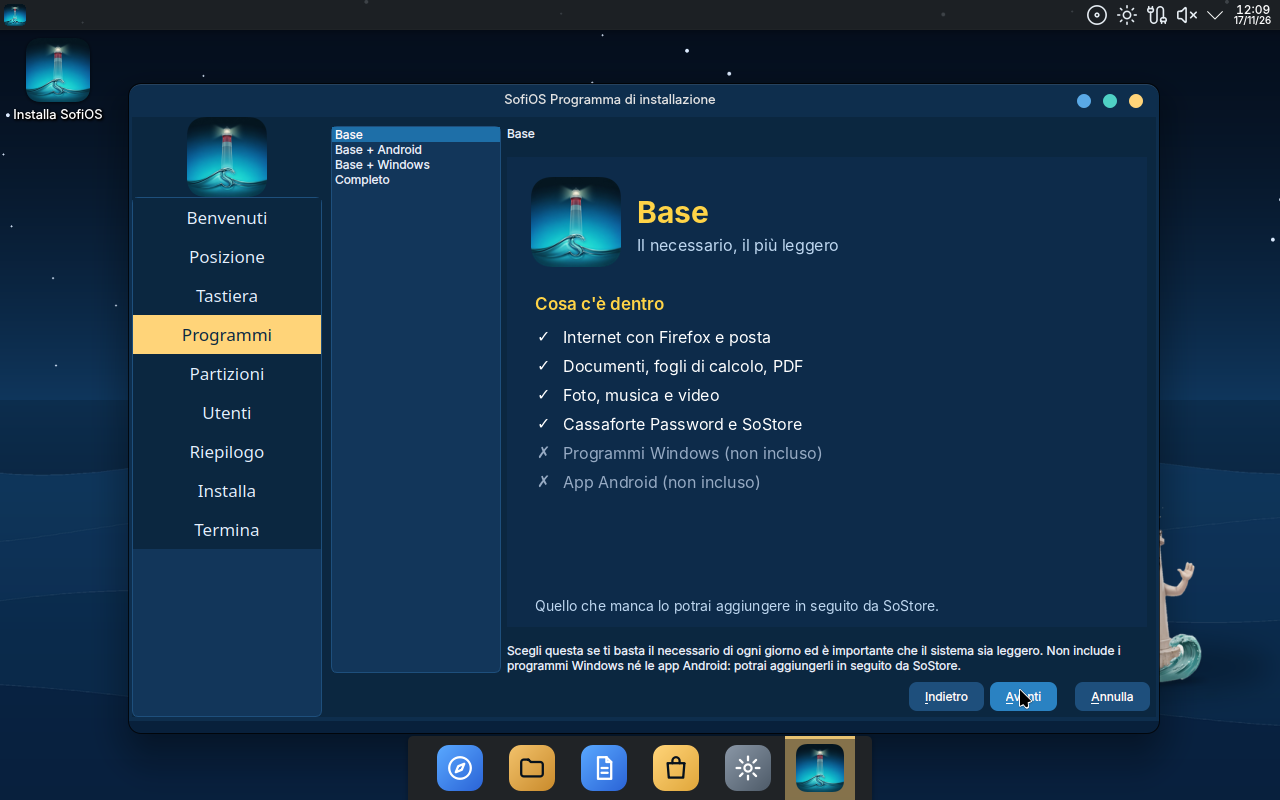 12:09
17/11/26
Installa SofiOS
SofiOS Programma di installazione
Benvenuti
Posizione
Tastiera
Programmi
Partizioni
Utenti
Riepilogo
Installa
Termina
Base
Base + Android
Base + Windows
Completo
Base
Base
Il necessario, il più leggero
Cosa c'è dentro
✓ Internet con Firefox e posta
✓ Documenti, fogli di calcolo, PDF
✓ Foto, musica e video
✓ Cassaforte Password e SoStore
✗ Programmi Windows (non incluso)
✗ App Android (non incluso)
Quello che manca lo potrai aggiungere in seguito da SoStore.
Scegli questa se ti basta il necessario di ogni giorno ed è importante che il sistema sia leggero. Non include i
programmi Windows né le app Android: potrai aggiungerli in seguito da SoStore.
Indietro
Avanti
Annulla